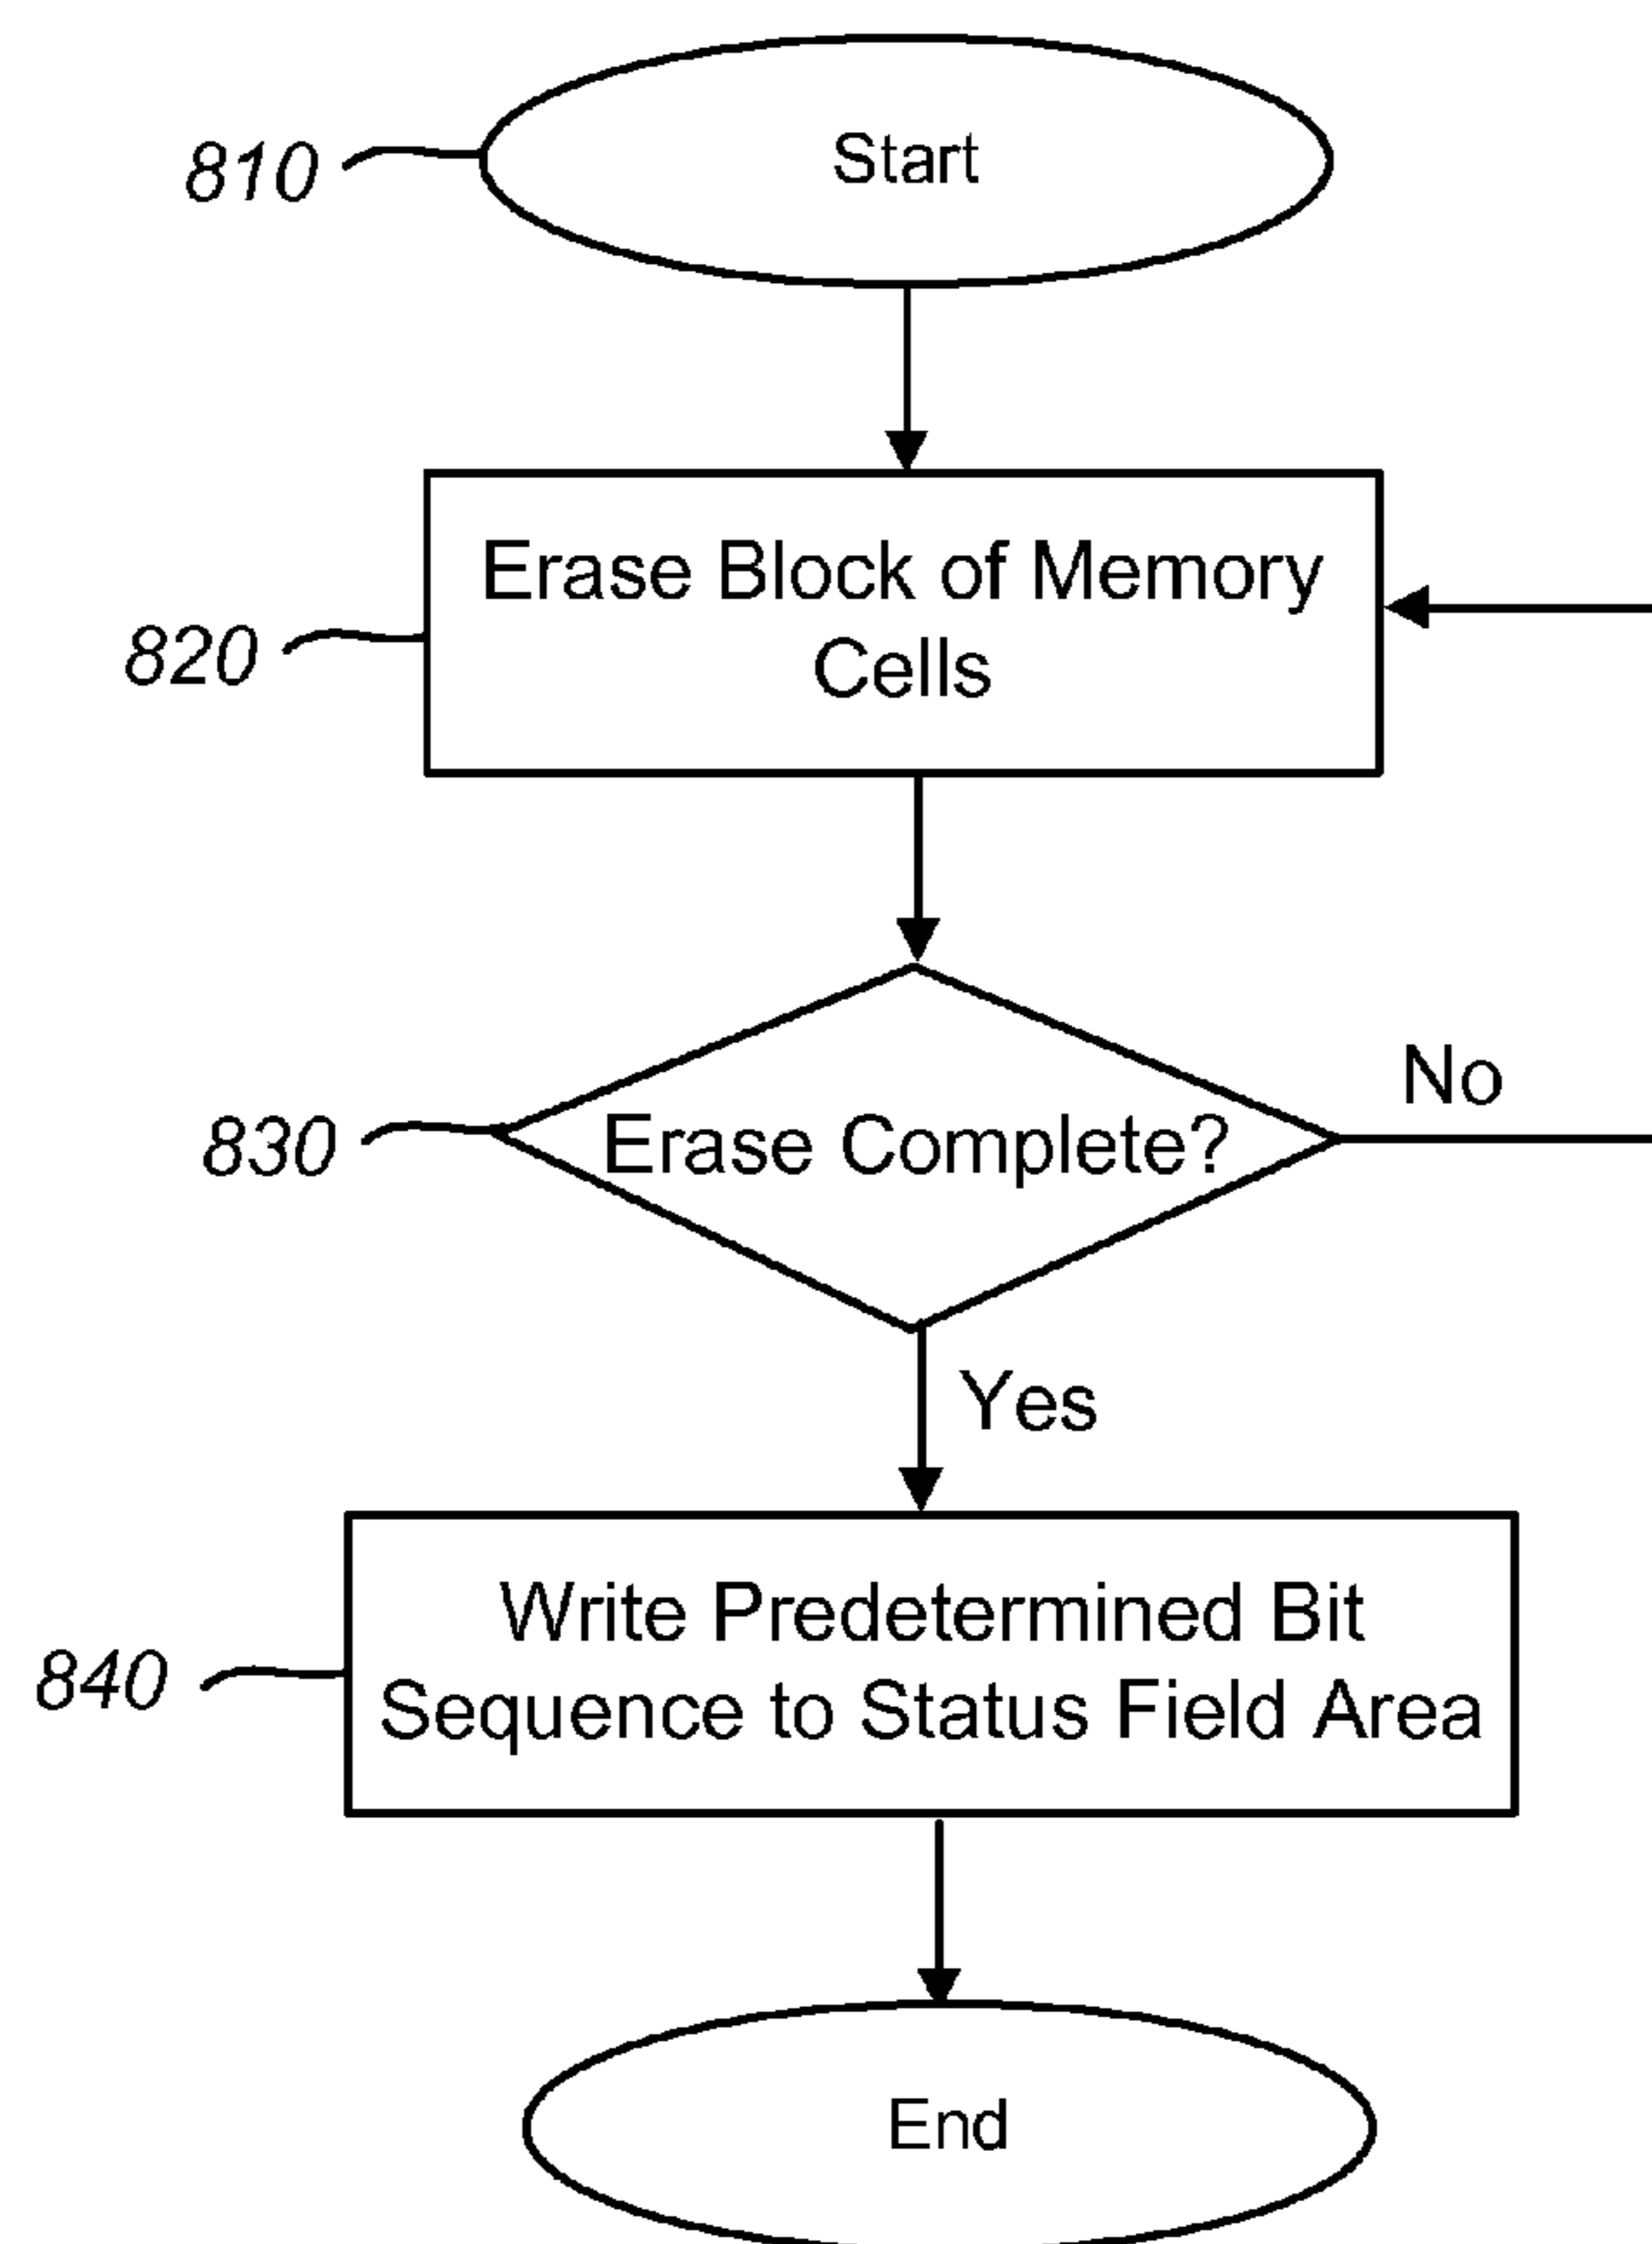 810
Start
820
Erase Block of Memory
Cells
830
Erase Complete?
No
Yes
840
Write Predetermined Bit
Sequence to Status Field Area
End